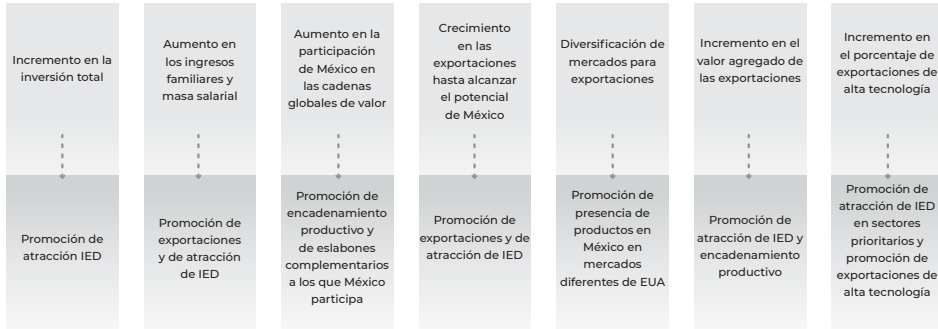 Incremento en la
inversión total
Aumento en
los ingresos
familiares y
masa salarial
Aumento en la
participación
de México en
las cadenas
globales de valor
Crecimiento
en las
exportaciones
hasta alcanzar
el potencial
de México
Diversificación de
mercados para
exportaciones
Incremento en el
valor agregado de
las exportaciones
Incremento en
el porcentaje de
exportaciones de
alta tecnología
Promoción de
atracción IED
Promoción de
exportaciones
y de atracción
de IED
Promoción de
encadenamiento
productivo y
de eslabones
complementarios
a los que México
participa
Promoción de
exportaciones y de
atracción de IED
Promoción de
presencia de
productos en
México en
mercados
diferentes de EUA
Promoción de
atracción de IED y
encadenamiento
productivo
Promoción de
atracción de IED
en sectores
prioritarios y
promoción de
exportaciones de
alta tecnología